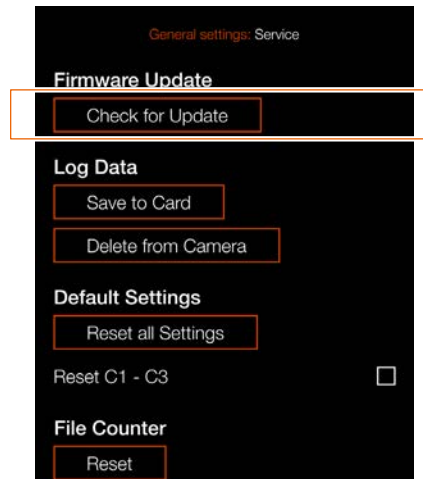 General settings: Service
Firmware Update
Check for Update
Log Data
Save to Card
Delete from Camera
Default Settings
Reset all Settings
Reset C1 - C3
File Counter
Reset